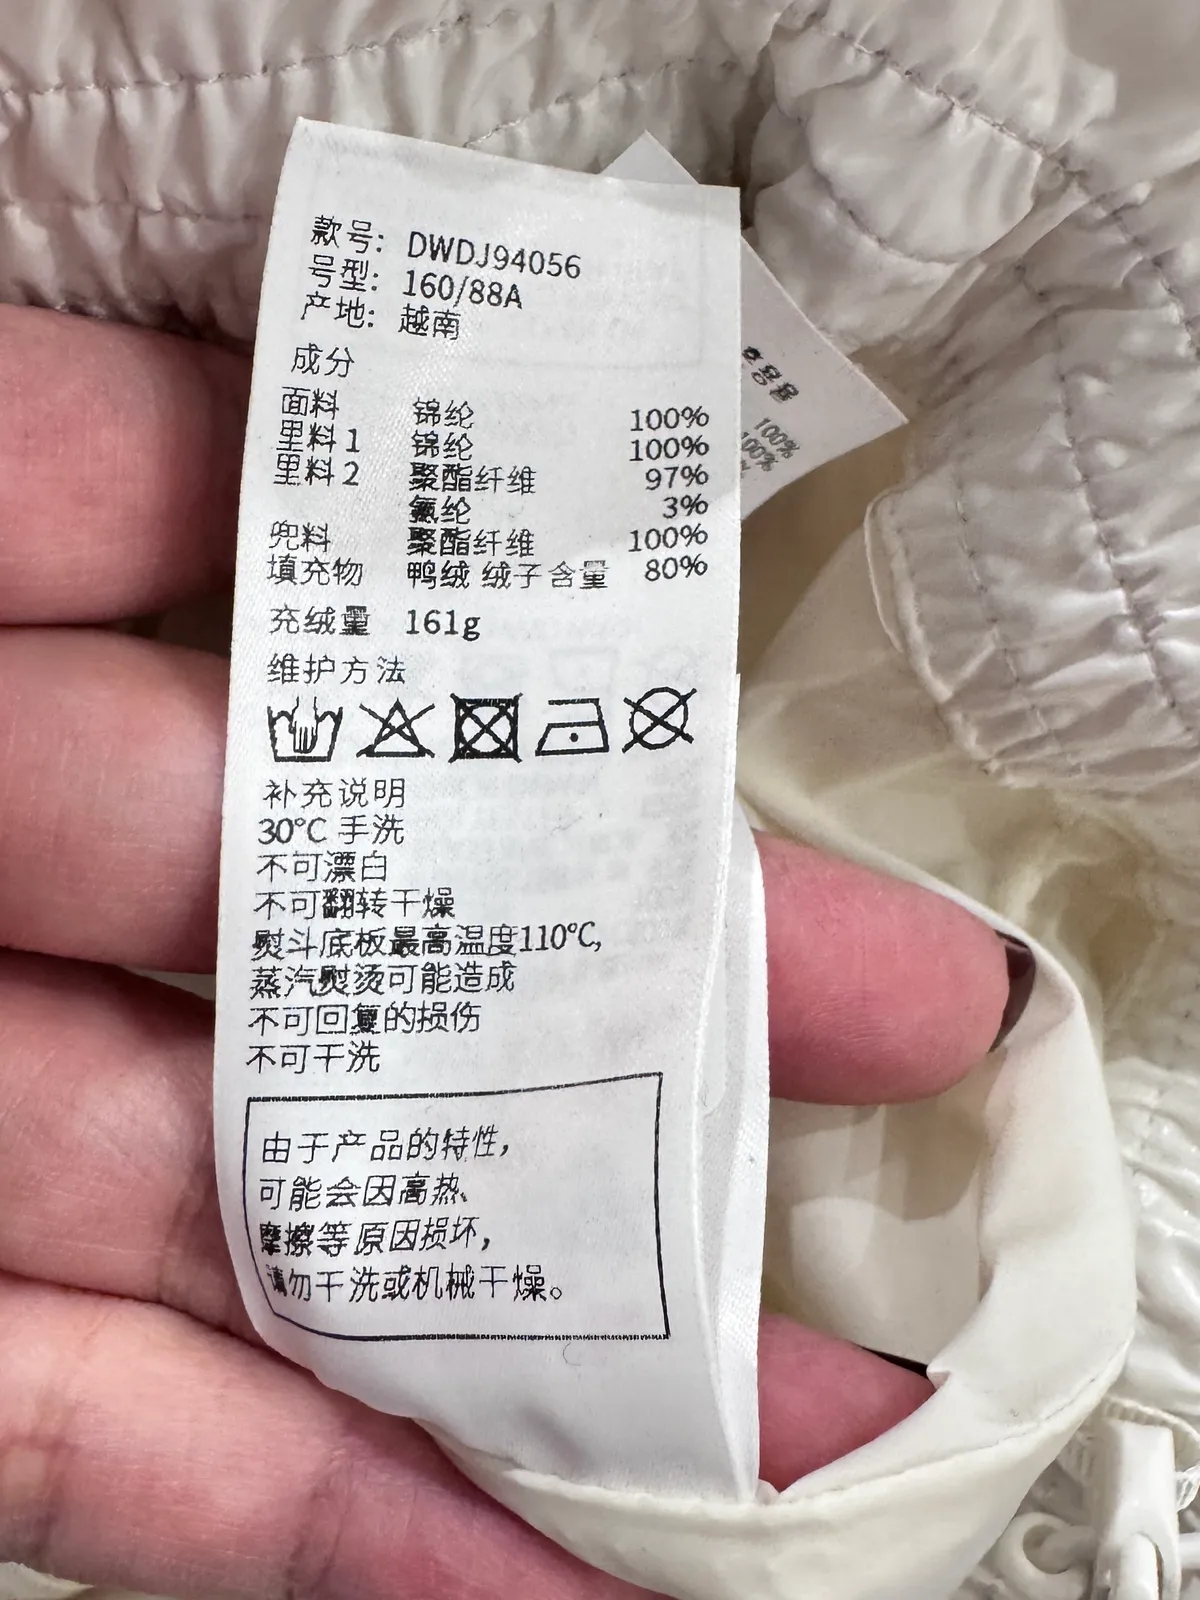 款号: DWDJ94056
号型: 160/88A
产地: 越南
成分
面料 锦纶 100%
里料1 锦纶 100%
里料2 聚酯纤维 97%
氨纶 3%
兜料 聚酯纤维 100%
填充物 鸭绒 绒子含量 80%
充绒量 161g
维护方法
补充说明
30°C 手洗
不可漂白
不可翻转干燥
熨斗底板最高温度110°C,
蒸汽熨烫可能造成
不可回复的损伤
不可干洗
由于产品的特性,
可能会因高热、
摩擦等原因损坏,
请勿干洗或机械干燥。
호용용
100%
100%
%